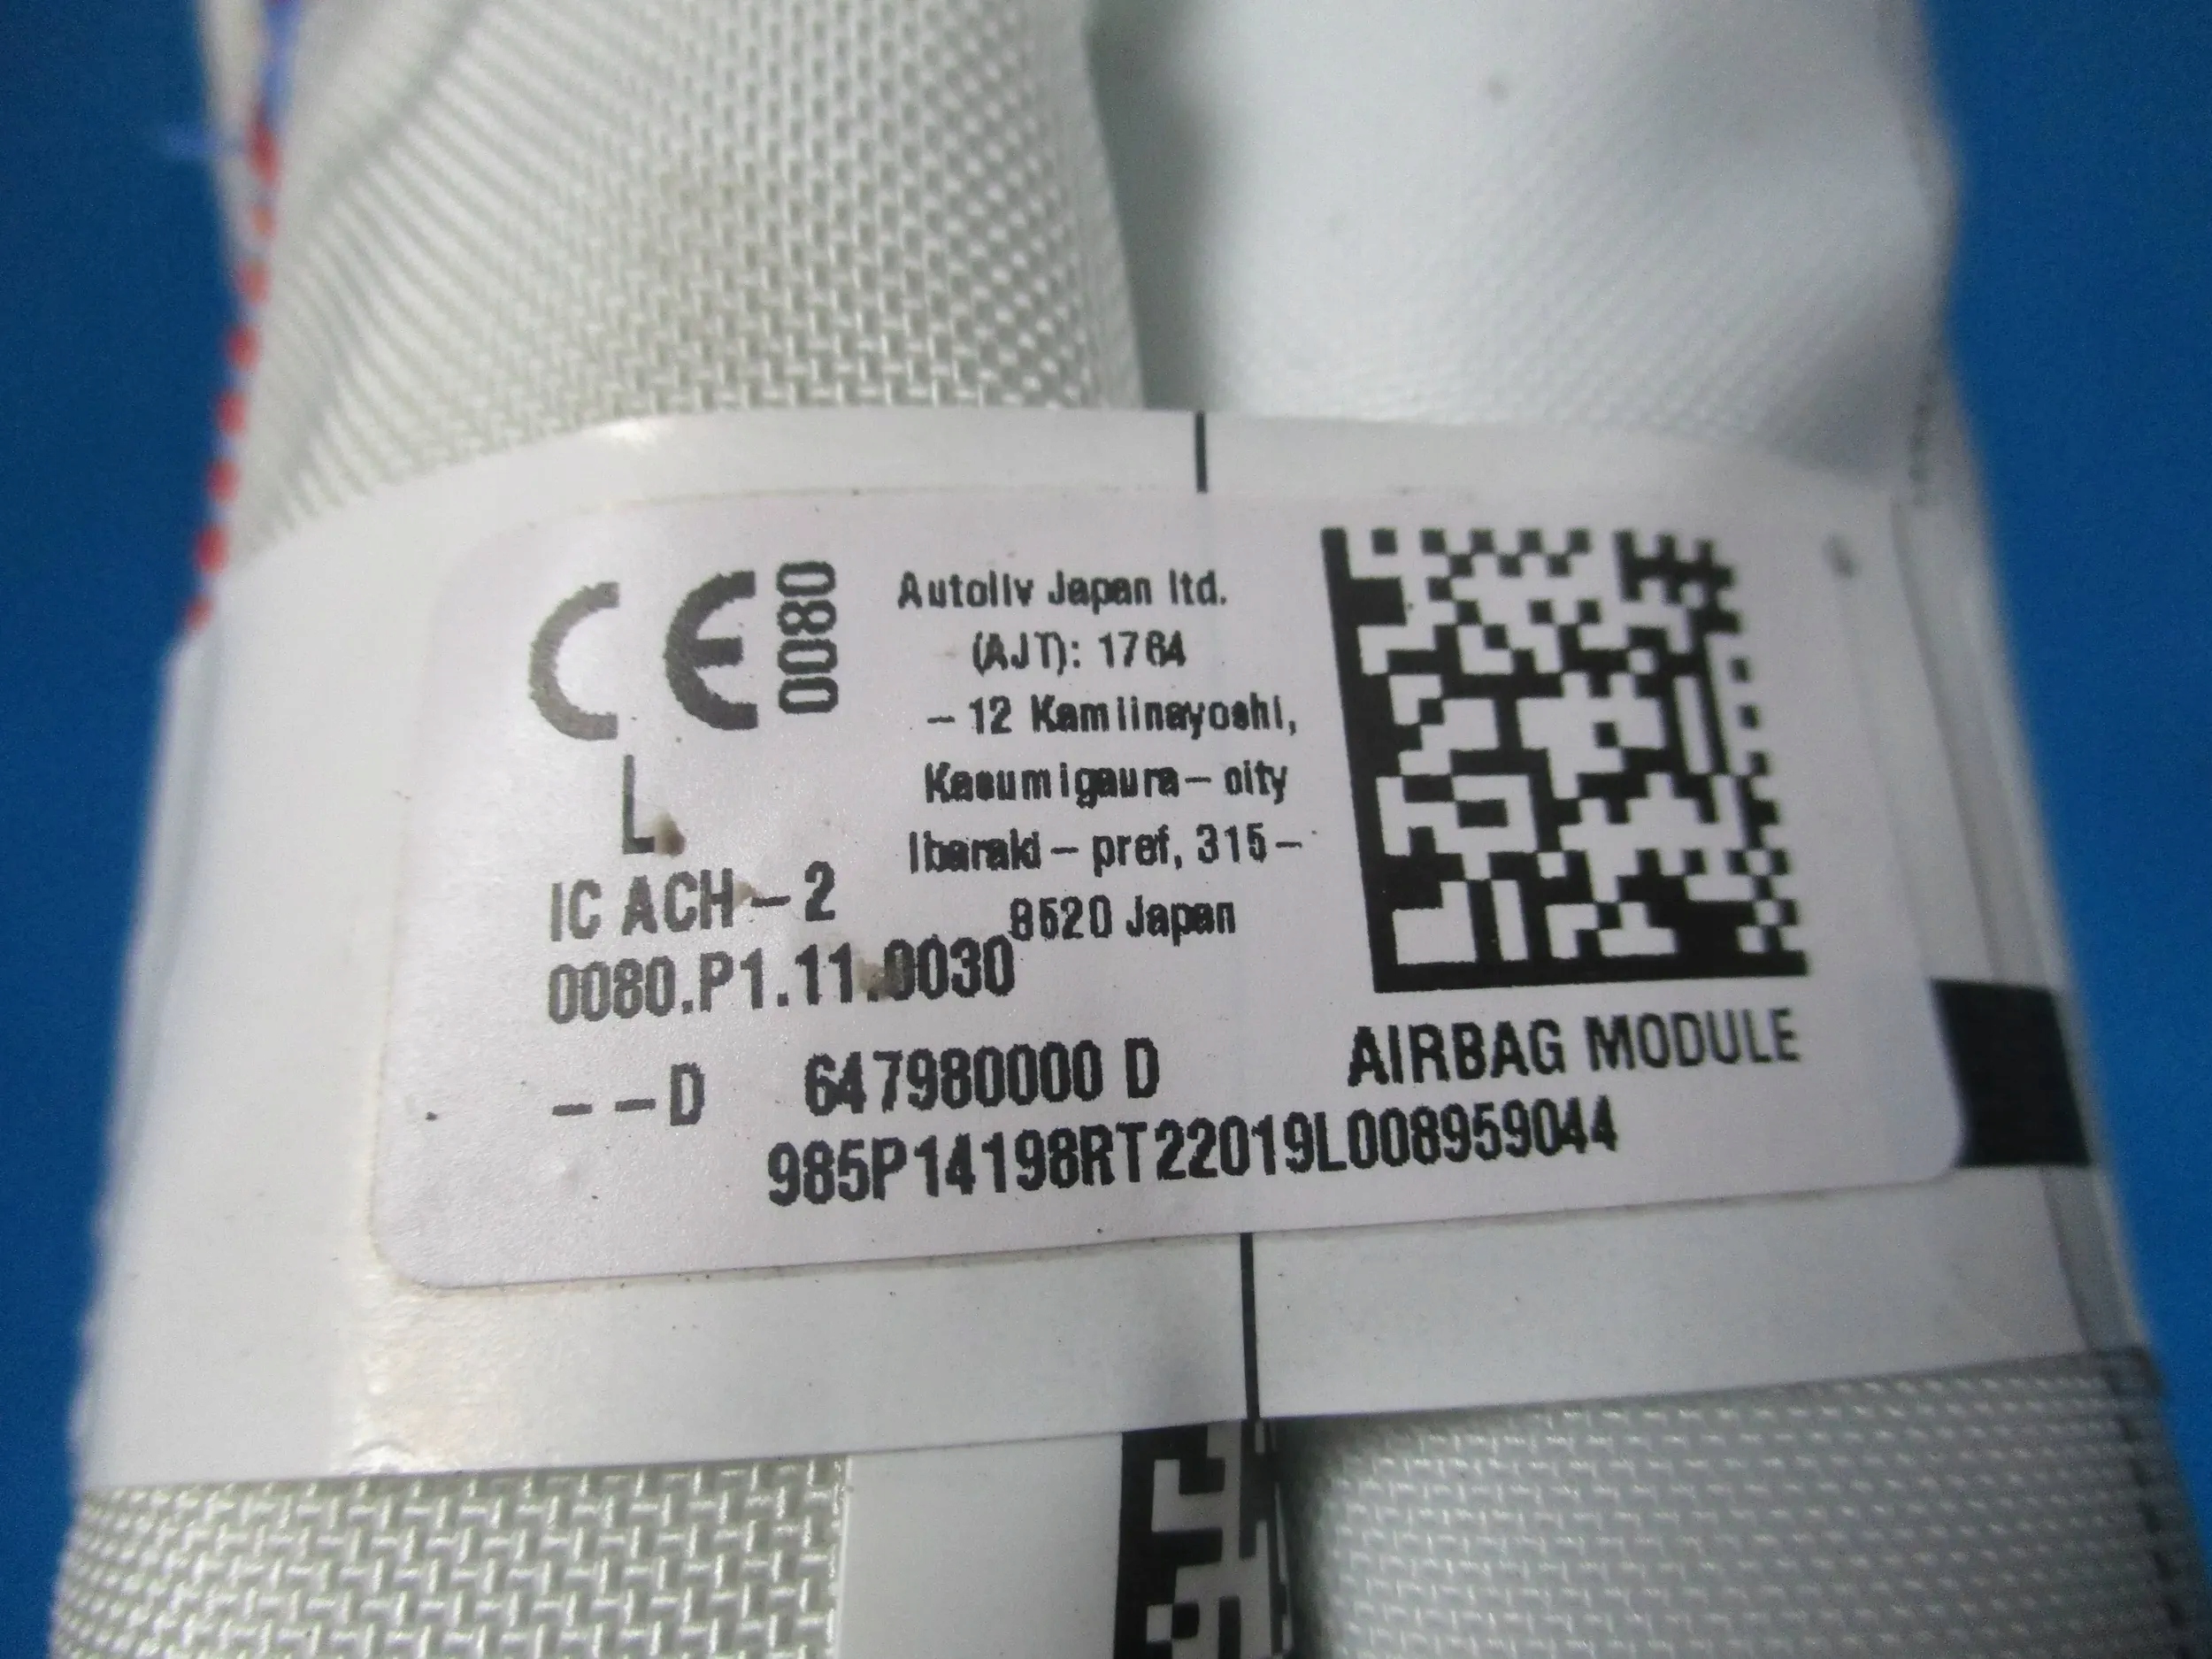 CE 0080
Autoliv Japan ltd.
(AJT): 1764
-12 Kamiinayoshi,
Kasumigaura-city
Ibaraki-pref, 315-
8520 Japan
L
IC ACH-2
0080.P1.11.0030
--D 647980000 D
AIRBAG MODULE
985P14198RT22019L008959044